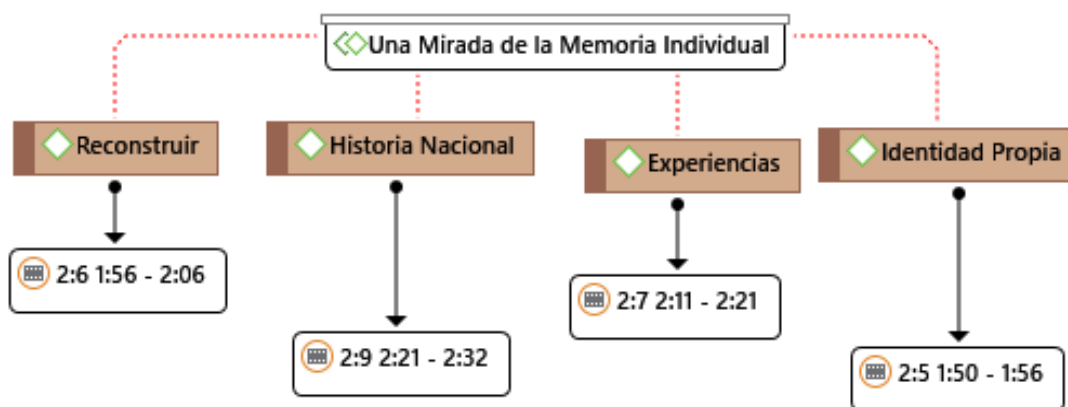 Una Mirada de la Memoria Individual
Reconstruir
Historia Nacional
Experiencias
Identidad Propia
2:6 1:56 - 2:06
2:9 2:21 - 2:32
2:7 2:11 - 2:21
2:5 1:50 - 1:56